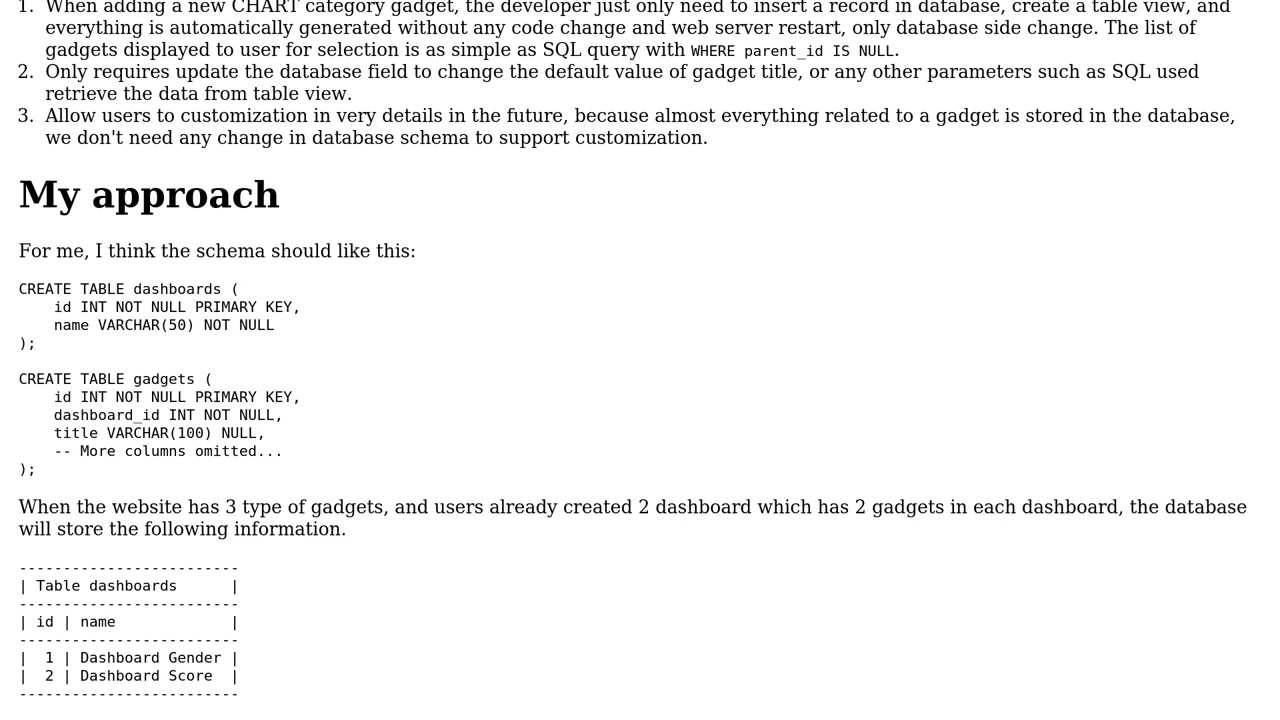 1. When adding a new CHART category gadget, the developer just only need to insert a record in database, create a table view, and
everything is automatically generated without any code change and web server restart, only database side change. The list of
gadgets displayed to user for selection is as simple as SQL query with WHERE parent_id IS NULL.
2. Only requires update the database field to change the default value of gadget title, or any other parameters such as SQL used
retrieve the data from table view.
3. Allow users to customization in very details in the future, because almost everything related to a gadget is stored in the database,
we don't need any change in database schema to support customization.
My approach
For me, I think the schema should like this:
CREATE TABLE dashboards (
    id INT NOT NULL PRIMARY KEY,
    name VARCHAR(50) NOT NULL
);
CREATE TABLE gadgets (
    id INT NOT NULL PRIMARY KEY,
    dashboard_id INT NOT NULL,
    title VARCHAR(100) NULL,
    -- More columns omitted...
);
When the website has 3 type of gadgets, and users already created 2 dashboard which has 2 gadgets in each dashboard, the database
will store the following information.
-------------------------
| Table dashboards      |
-------------------------
| id | name             |
-------------------------
|  1 | Dashboard Gender |
|  2 | Dashboard Score  |
-------------------------